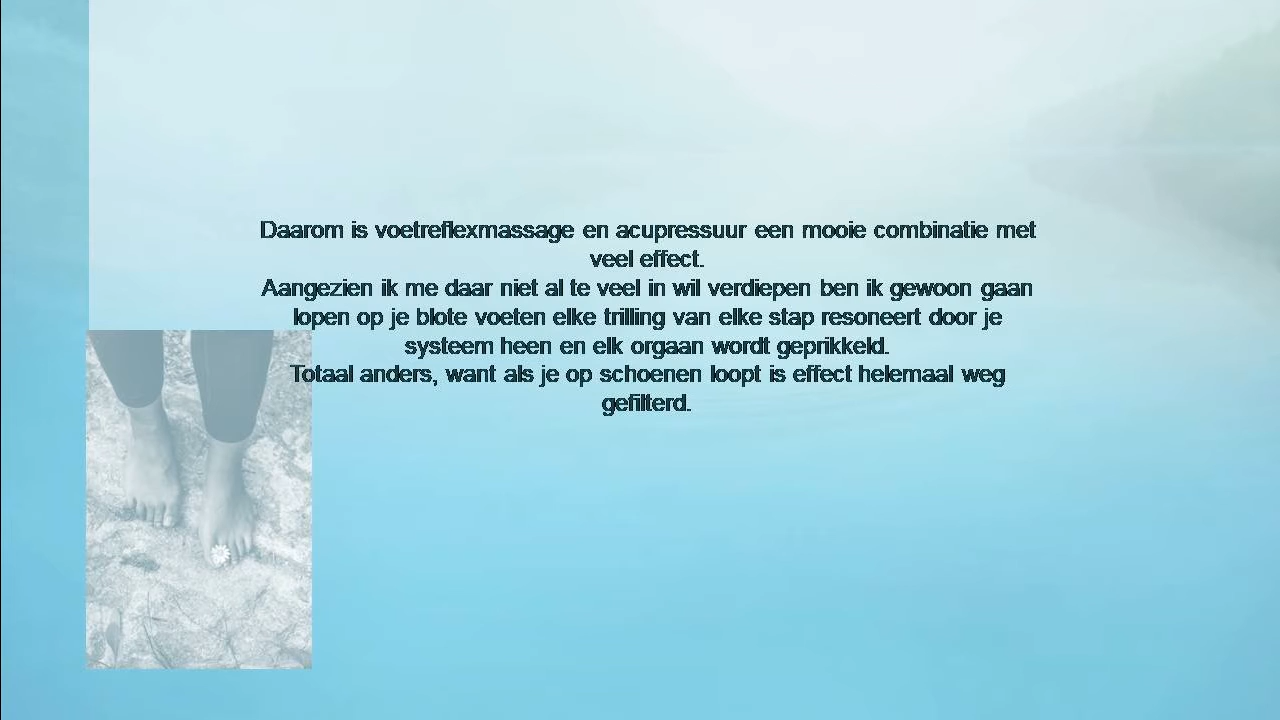 Daarom is voetreflexmassage en acupressuur een mooie combinatie met
veel effect.
Aangezien ik me daar niet al te veel in wil verdiepen ben ik gewoon gaan
lopen op je blote voeten elke trilling van elke stap resoneert door je
systeem heen en elk orgaan wordt geprikkeld.
Totaal anders, want als je op schoenen loopt is effect helemaal weg
gefilterd.